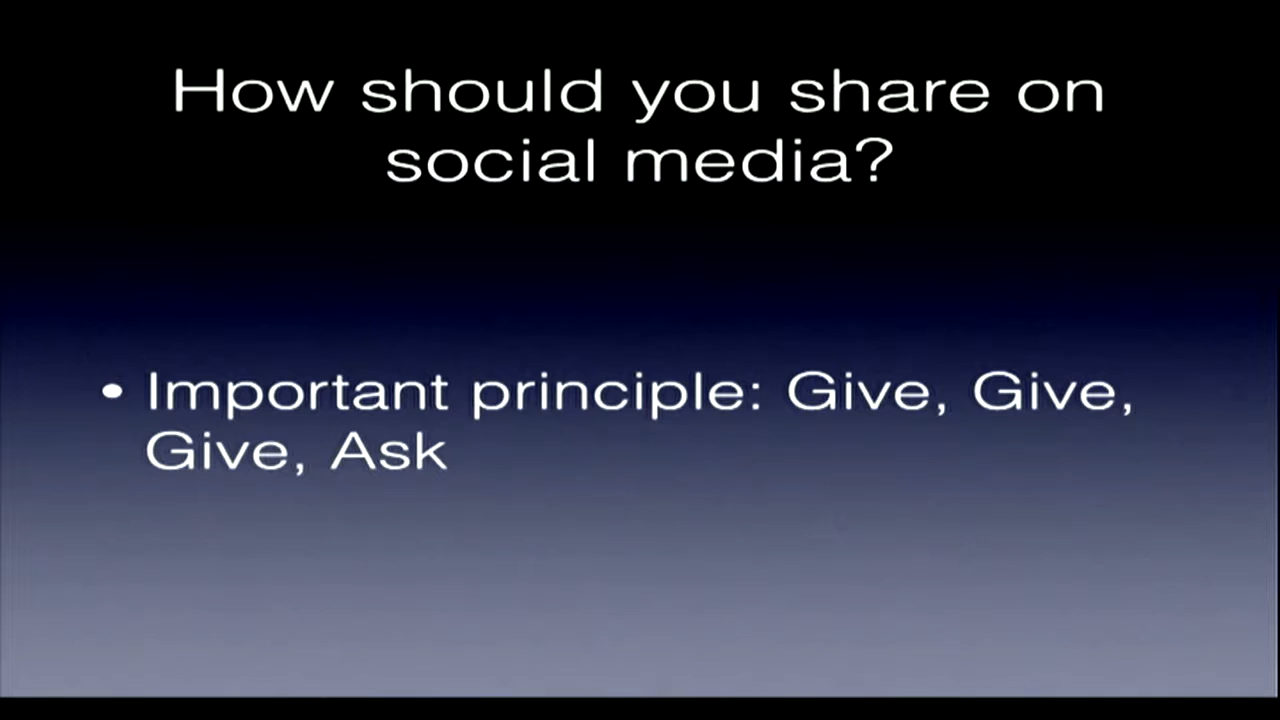 How should you share on
social media?
• Important principle: Give, Give,
Give, Ask